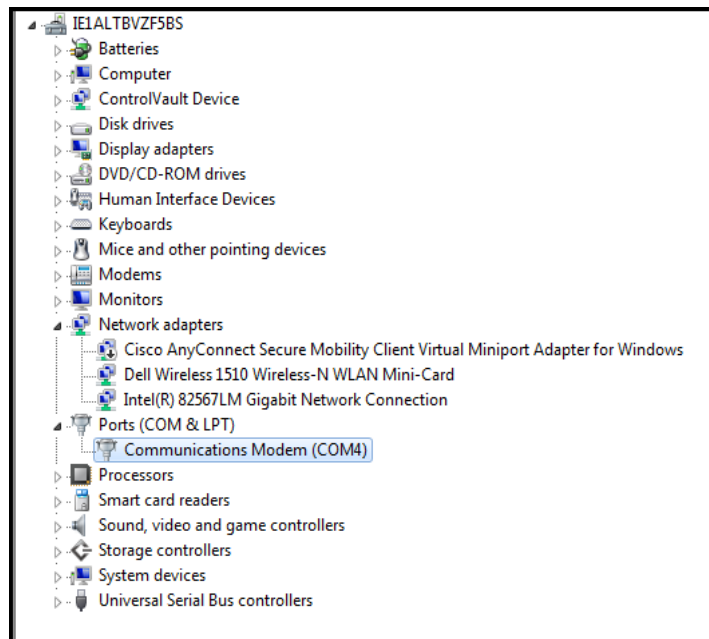 IE1ALTBVZF5BS
Batteries
Computer
ControlVault Device
Disk drives
Display adapters
DVD/CD-ROM drives
Human Interface Devices
Keyboards
Mice and other pointing devices
Modems
Monitors
Network adapters
Cisco AnyConnect Secure Mobility Client Virtual Miniport Adapter for Windows
Dell Wireless 1510 Wireless-N WLAN Mini-Card
Intel(R) 82567LM Gigabit Network Connection
Ports (COM & LPT)
Communications Modem (COM4)
Processors
Smart card readers
Sound, video and game controllers
Storage controllers
System devices
Universal Serial Bus controllers